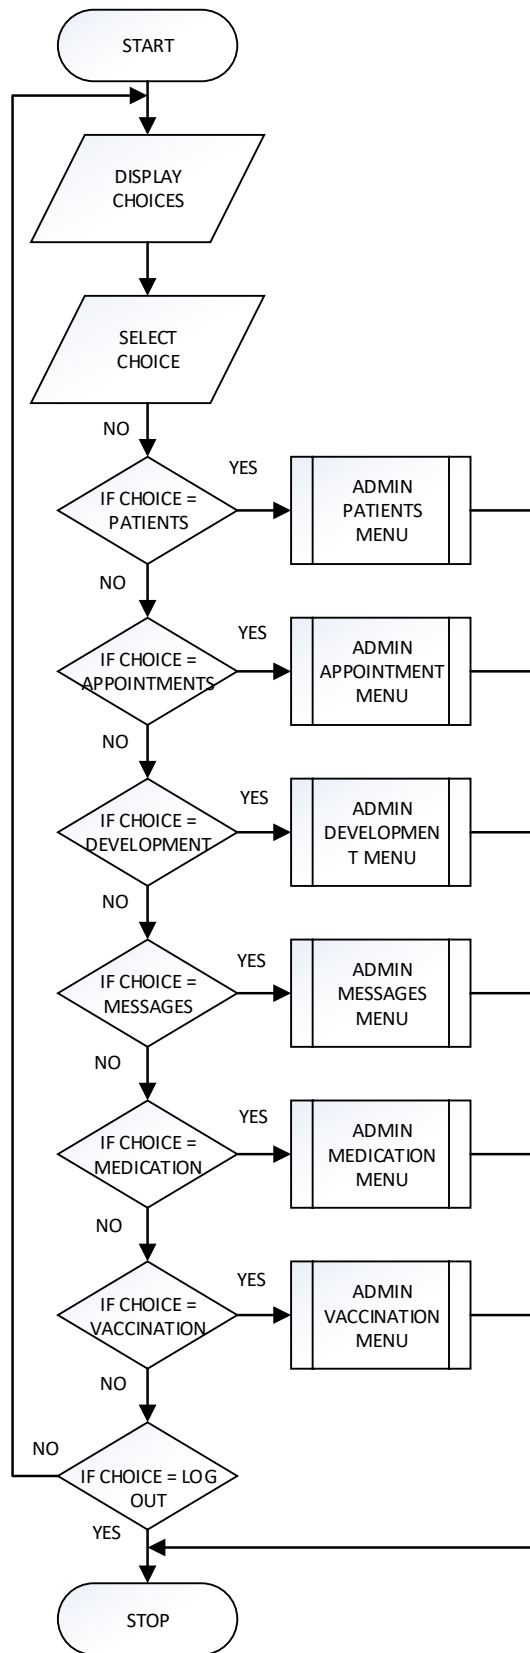 START
DISPLAY
CHOICES
SELECT
CHOICE
NO
IF CHOICE =
PATIENTS
YES
ADMIN
PATIENTS
MENU
NO
IF CHOICE =
APPOINTMENTS
YES
ADMIN
APPOINTMENT
MENU
NO
IF CHOICE =
DEVELOPMENT
YES
ADMIN
DEVELOPMEN
T MENU
NO
IF CHOICE =
MESSAGES
YES
ADMIN
MESSAGES
MENU
NO
IF CHOICE =
MEDICATION
YES
ADMIN
MEDICATION
MENU
NO
IF CHOICE =
VACCINATION
YES
ADMIN
VACCINATION
MENU
NO
NO
IF CHOICE = LOG
OUT
YES
STOP